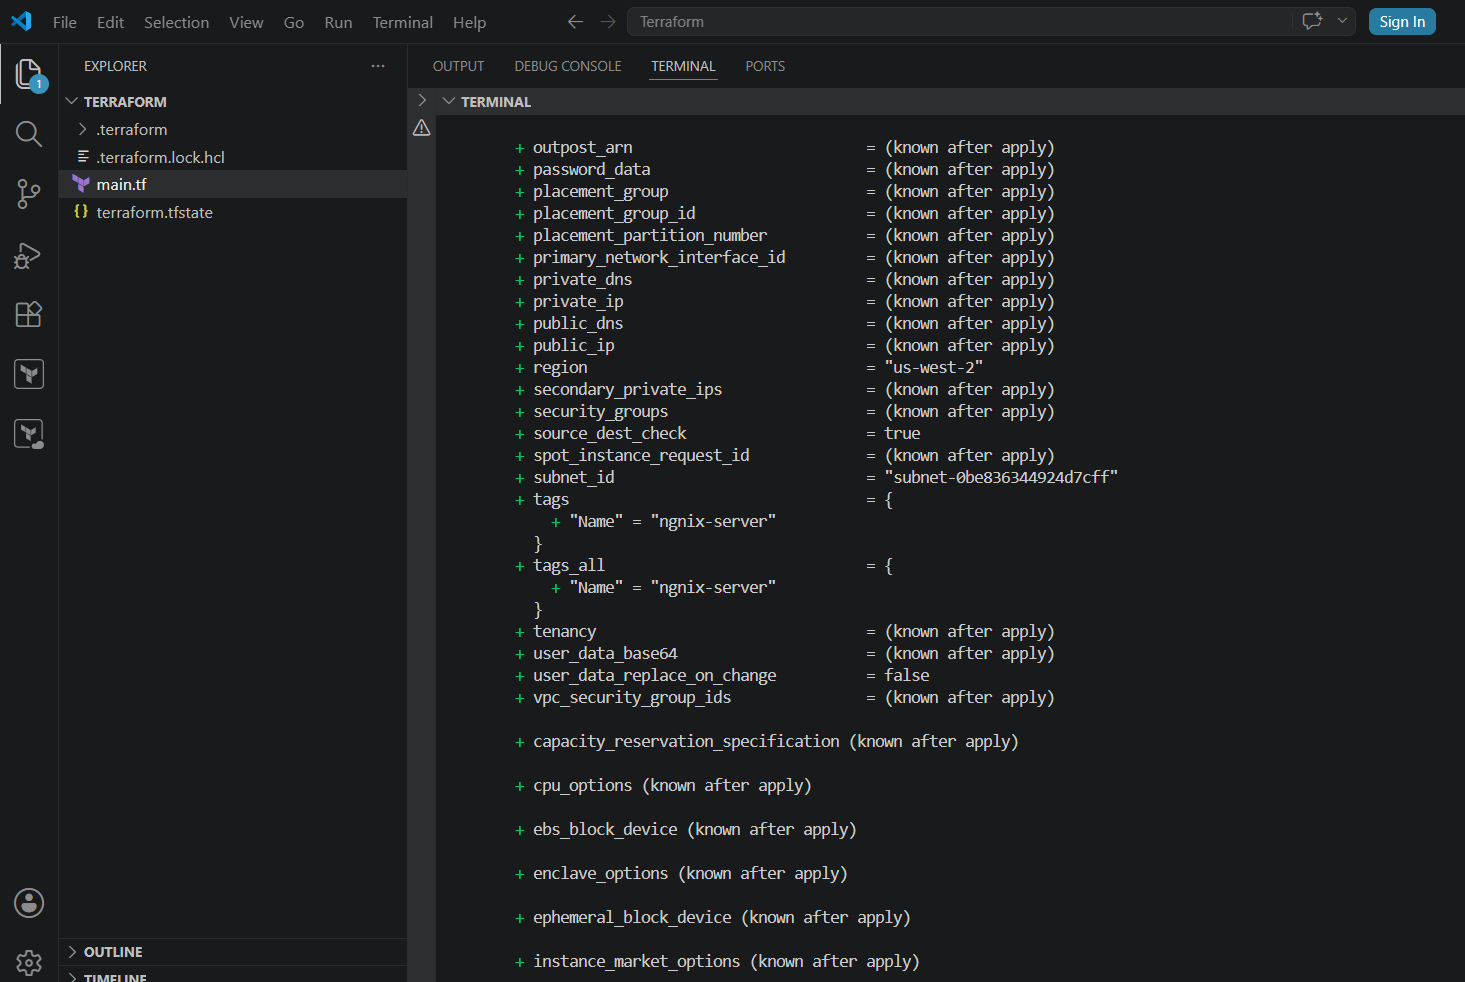 File Edit Selection View Go Run Terminal Help
Terraform
Sign In
1
EXPLORER
TERRAFORM
.terraform
.terraform.lock.hcl
main.tf
{} terraform.tfstate
OUTLINE
TIMELINE
OUTPUT DEBUG CONSOLE TERMINAL PORTS
TERMINAL
+ outpost_arn = (known after apply)
+ password_data = (known after apply)
+ placement_group = (known after apply)
+ placement_group_id = (known after apply)
+ placement_partition_number = (known after apply)
+ primary_network_interface_id = (known after apply)
+ private_dns = (known after apply)
+ private_ip = (known after apply)
+ public_dns = (known after apply)
+ public_ip = (known after apply)
+ region = "us-west-2"
+ secondary_private_ips = (known after apply)
+ security_groups = (known after apply)
+ source_dest_check = true
+ spot_instance_request_id = (known after apply)
+ subnet_id = "subnet-0be836344924d7cff"
+ tags = {
+ "Name" = "ngnix-server"
}
+ tags_all = {
+ "Name" = "ngnix-server"
}
+ tenancy = (known after apply)
+ user_data_base64 = (known after apply)
+ user_data_replace_on_change = false
+ vpc_security_group_ids = (known after apply)
+ capacity_reservation_specification (known after apply)
+ cpu_options (known after apply)
+ ebs_block_device (known after apply)
+ enclave_options (known after apply)
+ ephemeral_block_device (known after apply)
+ instance_market_options (known after apply)